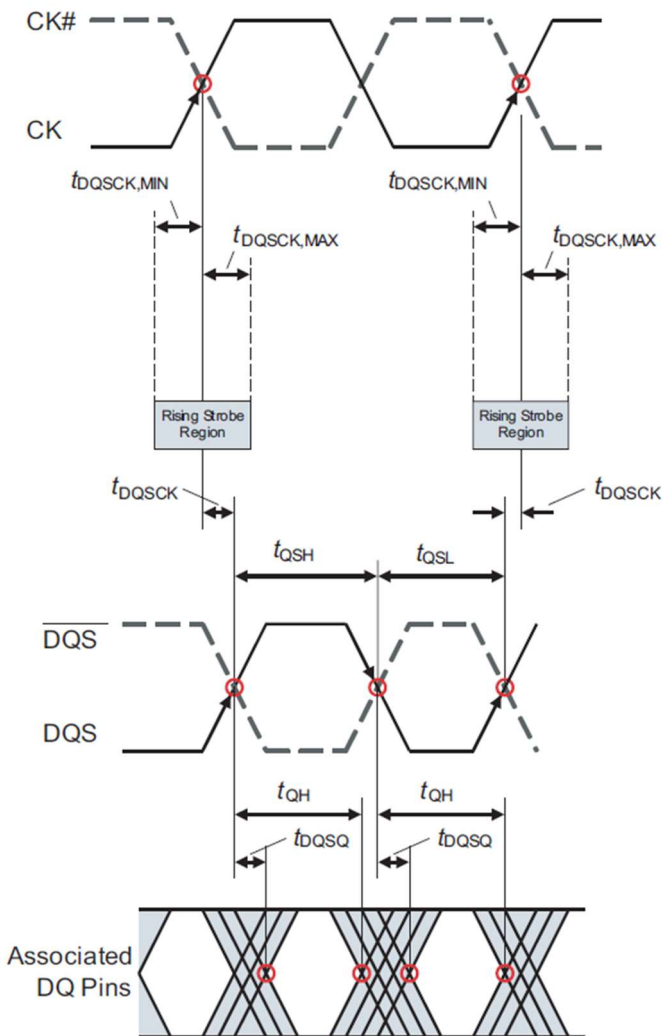 CK#
CK
tDQSCK,MIN
tDQSCK,MIN
tDQSCK,MAX
tDQSCK,MAX
Rising Strobe
Region
Rising Strobe
Region
tDQSCK
tDQSCK
tQSH
tQSL
DQS
DQS
tQH
tQH
tDQSQ
tDQSQ
Associated
DQ Pins